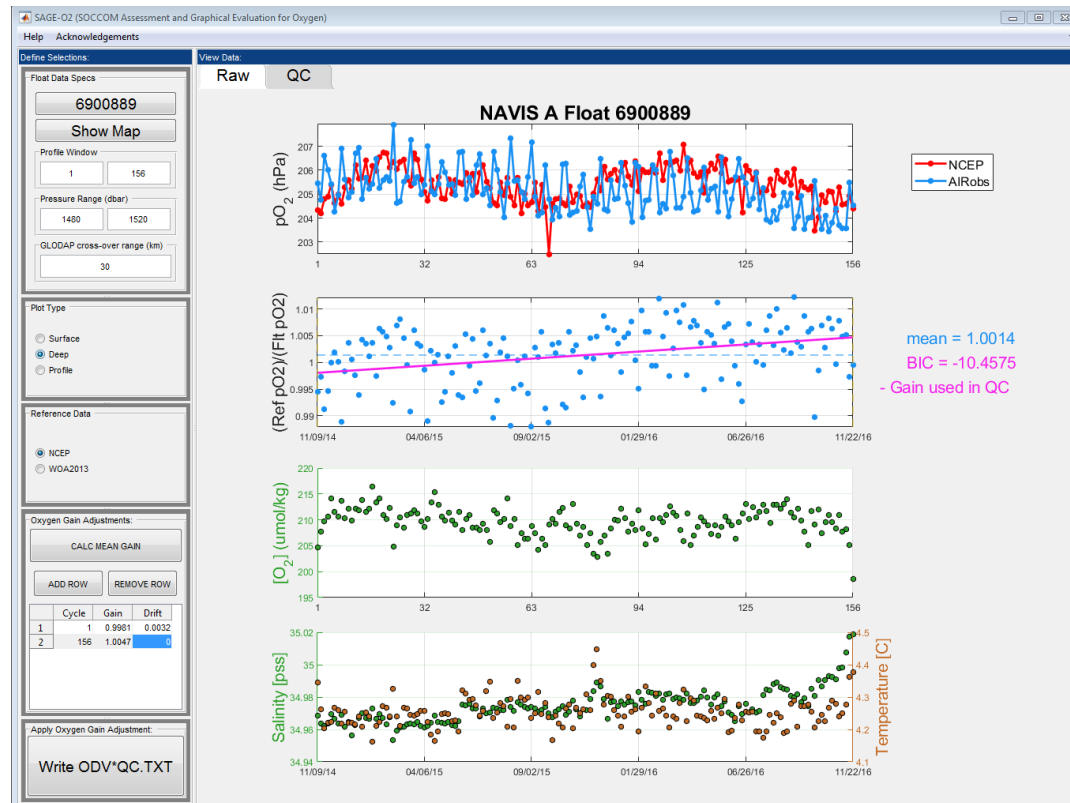 SAGE-O2 (SOCCOM Assessment and Graphical Evaluation for Oxygen)
Help Acknowledgements
Define Selections:
Float Data Specs
6900889
Show Map
Profile Window
1 156
Pressure Range (dbar)
1480 1520
GLODAP cross-over range (km)
30
Plot Type
Surface
Deep
Profile
Reference Data
NCEP
WOA2013
Oxygen Gain Adjustments:
CALC MEAN GAIN
ADD ROW REMOVE ROW
Cycle Gain Drift
1 1 0.9981 0.0032
2 156 1.0047 0
Apply Oxygen Gain Adjustment:
Write ODV*QC.TXT
View Data:
Raw QC
NAVIS A Float 6900889
pO2 (hPa)
207
206
205
204
203
1 32 63 94 125 156
NCEP
AIRobs
(Ref pO2)/(Flt pO2)
1.01
1.005
1
0.995
0.99
11/09/14 04/06/15 09/02/15 01/29/16 06/26/16 11/22/16
mean = 1.0014
BIC = -10.4575
- Gain used in QC
[O2] (umol/kg)
220
215
210
205
200
195
1 32 63 94 125 156
Salinity [pss]
35.02
35
34.98
34.96
34.94
Temperature [C]
4.5
4.4
4.3
4.2
4.1
11/09/14 04/06/15 09/02/15 01/29/16 06/26/16 11/22/16